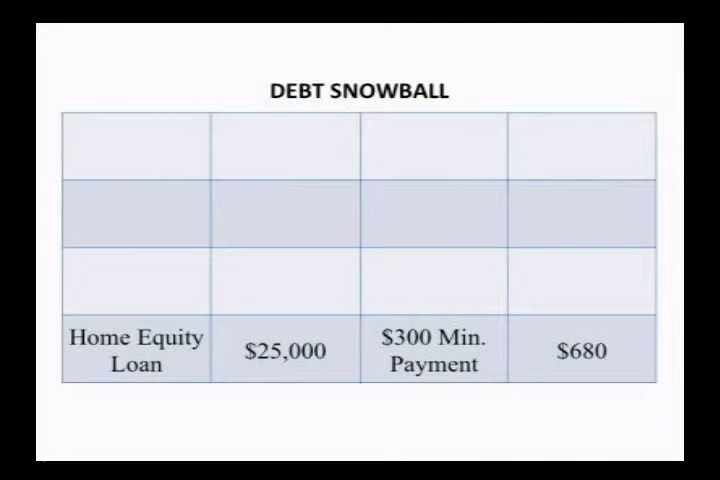 DEBT SNOWBALL
Home Equity
Loan
$25,000
$300 Min.
Payment
$680